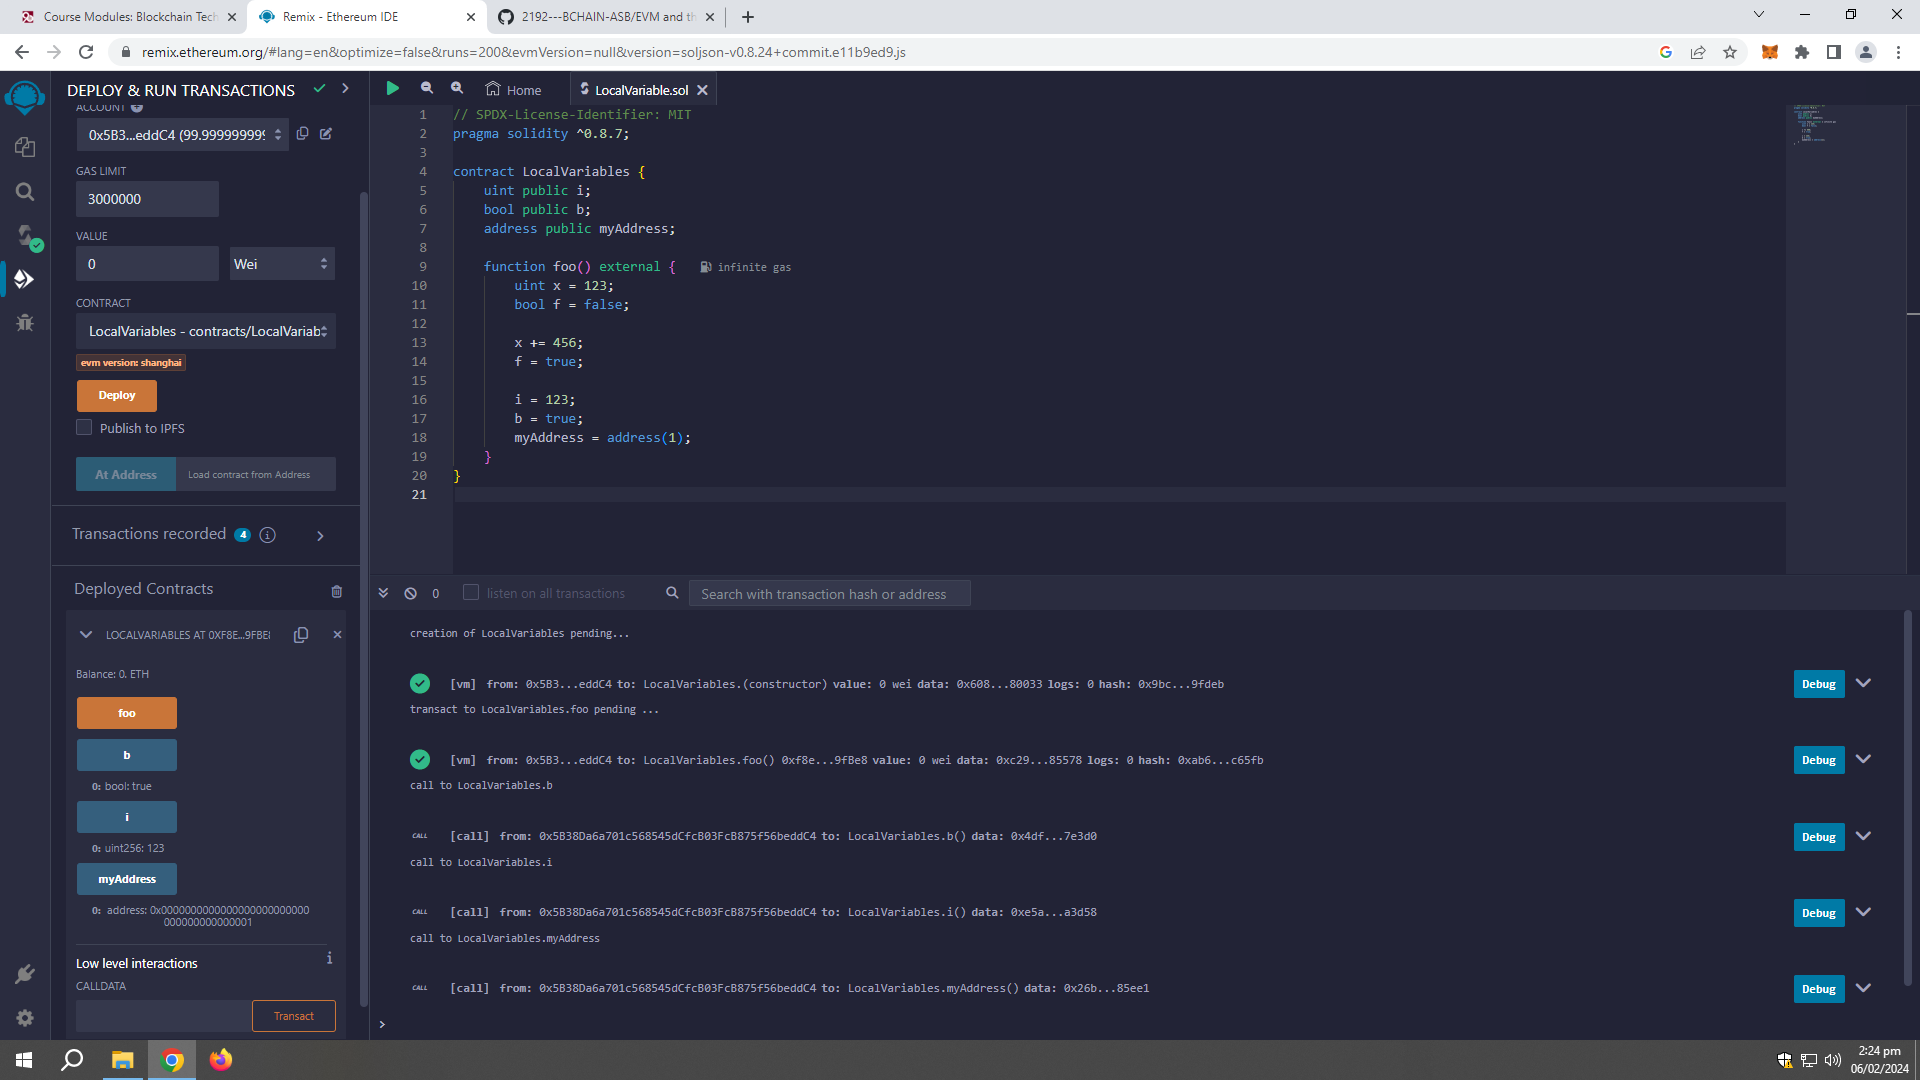 Course Modules: Blockchain Tech
Remix - Ethereum IDE
2192---BCHAIN-ASB/EVM and th
remix.ethereum.org/#lang=en&optimize=false&runs=200&evmVersion=null&version=soljson-v0.8.24+commit.e11b9ed9.js
DEPLOY & RUN TRANSACTIONS
ACCOUNT
0x5B3...eddC4 (99.9999999999
GAS LIMIT
3000000
VALUE
0
Wei
CONTRACT
LocalVariables - contracts/LocalVariab
evm version: shanghai
Deploy
Publish to IPFS
At Address
Load contract from Address
Transactions recorded 4
Deployed Contracts
LOCALVARIABLES AT 0XF8E...9FBE8
Balance: 0. ETH
foo
b
0: bool: true
i
0: uint256: 123
myAddress
0: address: 0x0000000000000000000000000
000000000000001
Low level interactions
CALLDATA
Transact
Home
LocalVariable.sol
1 // SPDX-License-Identifier: MIT
2 pragma solidity ^0.8.7;
3
4 contract LocalVariables {
5 uint public i;
6 bool public b;
7 address public myAddress;
8
9 function foo() external { infinite gas
10 uint x = 123;
11 bool f = false;
12
13 x += 456;
14 f = true;
15
16 i = 123;
17 b = true;
18 myAddress = address(1);
19 }
20 }
21
0 listen on all transactions Search with transaction hash or address
creation of LocalVariables pending...
[vm] from: 0x5B3...eddC4 to: LocalVariables.(constructor) value: 0 wei data: 0x608...80033 logs: 0 hash: 0x9bc...9fdeb Debug
transact to LocalVariables.foo pending ...
[vm] from: 0x5B3...eddC4 to: LocalVariables.foo() 0xf8e...9fBe8 value: 0 wei data: 0xc29...85578 logs: 0 hash: 0xab6...c65fb Debug
call to LocalVariables.b
CALL [call] from: 0x5B38Da6a701c568545dCfcB03FcB875f56beddC4 to: LocalVariables.b() data: 0x4df...7e3d0 Debug
call to LocalVariables.i
CALL [call] from: 0x5B38Da6a701c568545dCfcB03FcB875f56beddC4 to: LocalVariables.i() data: 0xe5a...a3d58 Debug
call to LocalVariables.myAddress
CALL [call] from: 0x5B38Da6a701c568545dCfcB03FcB875f56beddC4 to: LocalVariables.myAddress() data: 0x26b...85ee1 Debug
>
2:24 pm
06/02/2024